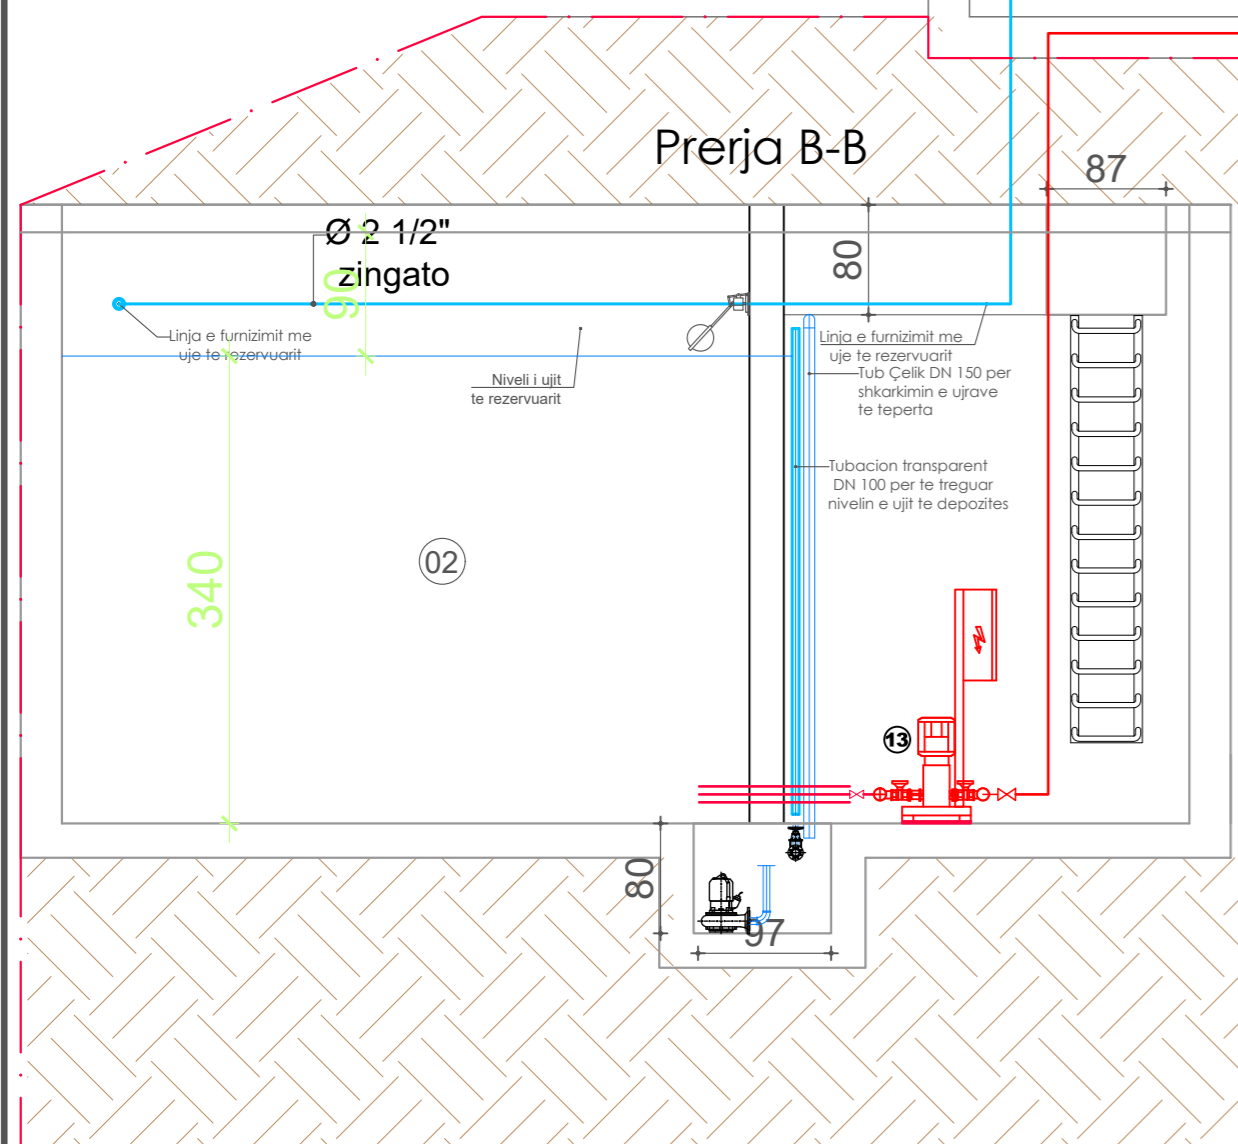 Prerja B-B
87
Ø 2 1/2"
zingato
90
80
Linja e furnizimit me
uje te rezervuarit
Niveli i ujit
te rezervuarit
Linja e furnizimit me
uje te rezervuarit
Tub Çelik DN 150 per
shkarkimin e ujrave
te teperta
Tubacion transparent
DN 100 per te treguar
nivelin e ujit te depozites
340
02
13
80
97